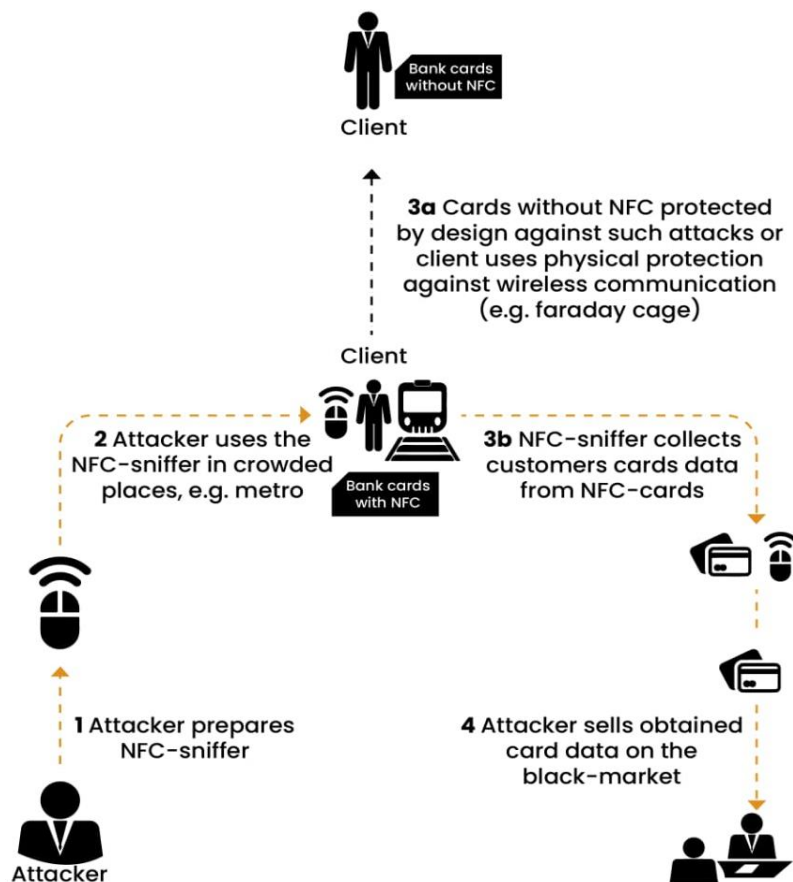 Bank cards
without NFC
Client
3a Cards without NFC protected
by design against such attacks or
client uses physical protection
against wireless communication
(e.g. faraday cage)
Client
2 Attacker uses the
NFC-sniffer in crowded
places, e.g. metro
Bank cards
with NFC
3b NFC-sniffer collects
customers cards data
from NFC-cards
1 Attacker prepares
NFC-sniffer
4 Attacker sells obtained
card data on the
black-market
Attacker